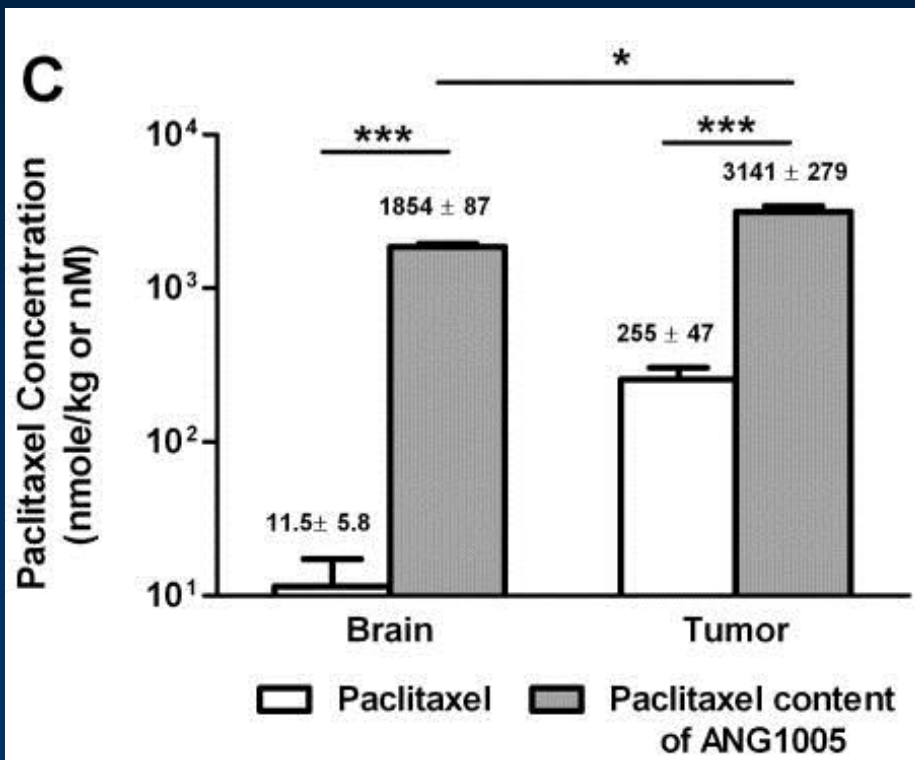 C
*
***
***
3141 ± 279
1854 ± 87
255 ± 47
11.5± 5.8
Paclitaxel Concentration
(nmole/kg or nM)
10⁴
10³
10²
10¹
Brain
Tumor
Paclitaxel
Paclitaxel content
of ANG1005